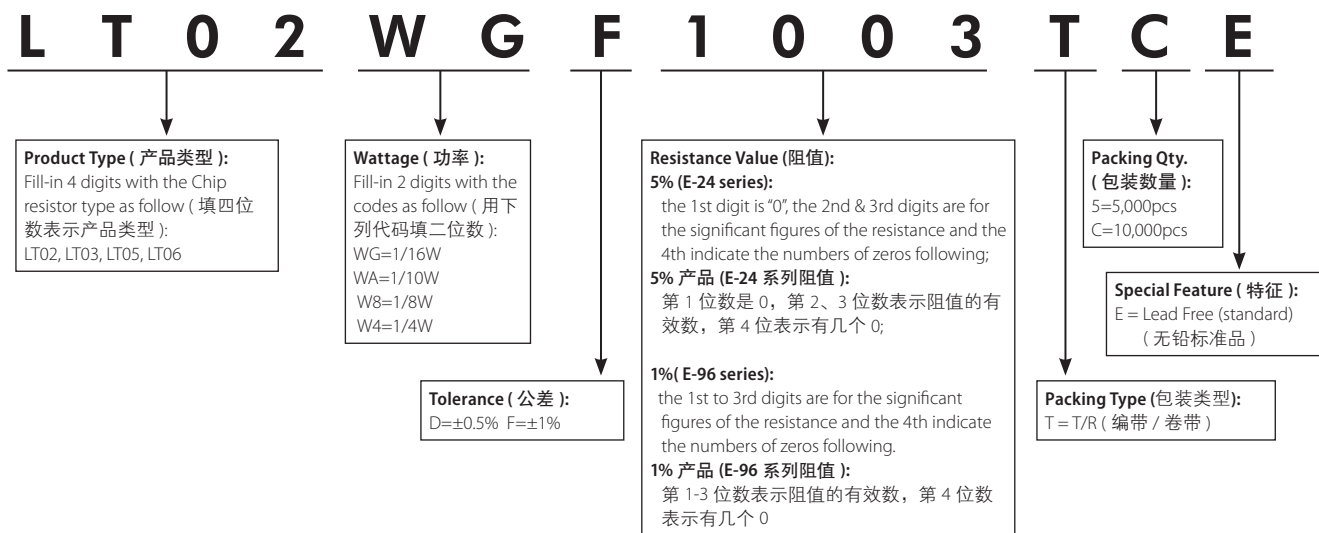 L T 0 2 W G F 1 0 0 3 T C E
Product Type ( 产品类型 ):
Fill-in 4 digits with the Chip
resistor type as follow ( 填四位
数表示产品类型 ):
LT02, LT03, LT05, LT06
Wattage ( 功率 ):
Fill-in 2 digits with the
codes as follow ( 用下
列代码填二位数 ):
WG=1/16W
WA=1/10W
W8=1/8W
W4=1/4W
Tolerance ( 公差 ):
D=±0.5% F=±1%
Resistance Value (阻值):
5% (E-24 series):
the 1st digit is “0”, the 2nd & 3rd digits are for
the significant figures of the resistance and the
4th indicate the numbers of zeros following;
5% 产品 (E-24 系列阻值 ):
第 1 位数是 0，第 2、3 位数表示阻值的有
效数，第 4 位表示有几个 0;
1%( E-96 series):
the 1st to 3rd digits are for the significant
figures of the resistance and the 4th indicate
the numbers of zeros following.
1% 产品 (E-96 系列阻值 ):
第 1-3 位数表示阻值的有效数，第 4 位数
表示有几个 0
Packing Qty.
( 包装数量 ):
5=5,000pcs
C=10,000pcs
Special Feature ( 特征 ):
E = Lead Free (standard)
( 无铅标准品 )
Packing Type (包装类型):
T = T/R ( 编带 / 卷带 )